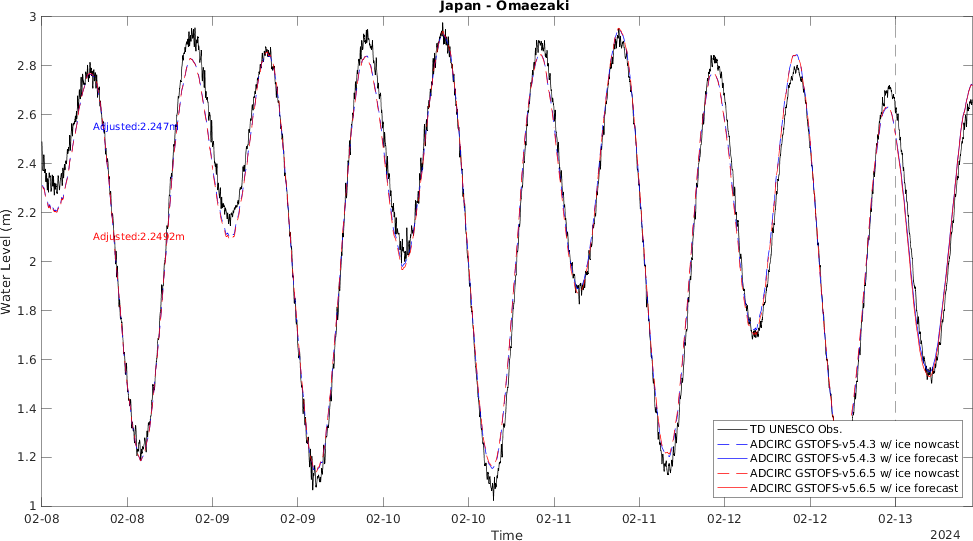 Japan - Omaezaki
3
2.8
2.6
2.4
2.2
2
1.8
1.6
1.4
1.2
1
Water Level (m)
Adjusted:2.247m
Adjusted:2.2492m
TD UNESCO Obs.
ADCIRC GSTOFS-v5.4.3 w/ ice nowcast
ADCIRC GSTOFS-v5.4.3 w/ ice forecast
ADCIRC GSTOFS-v5.6.5 w/ ice nowcast
ADCIRC GSTOFS-v5.6.5 w/ ice forecast
02-08 02-08 02-09 02-09 02-10 02-10 02-11 02-11 02-12 02-12 02-13
Time
2024